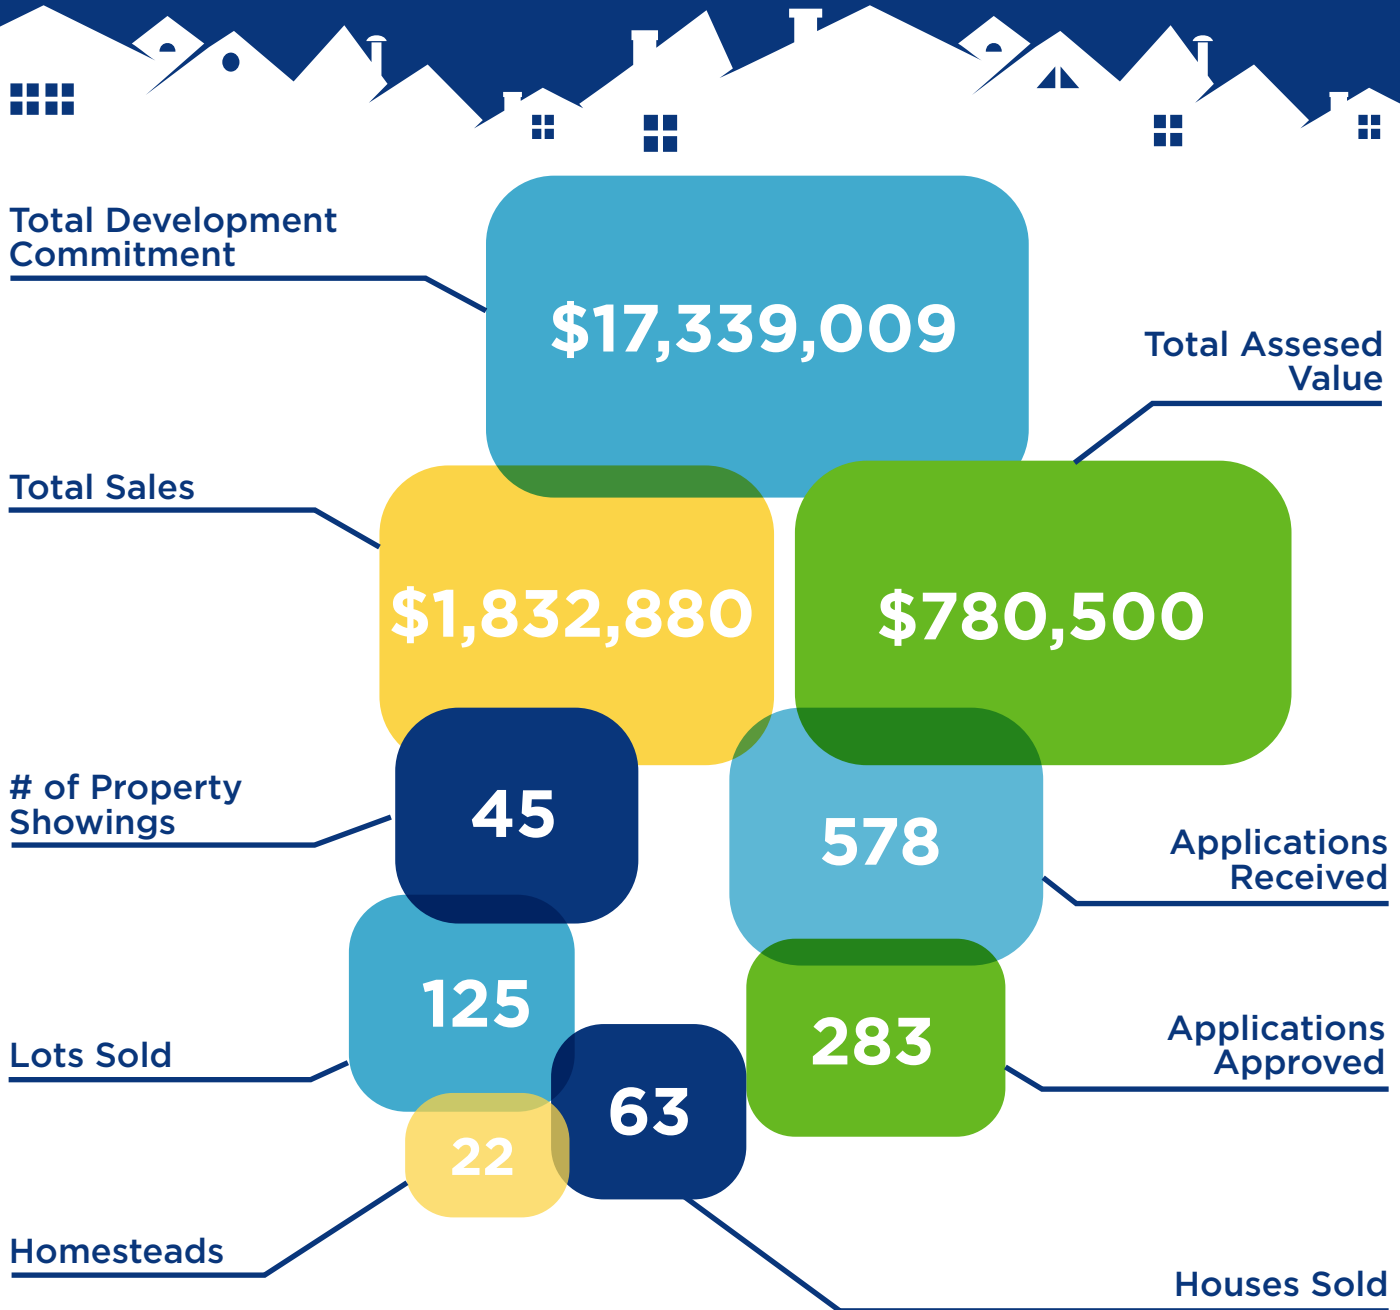 Total Development
Commitment
$17,339,009
Total Assesed
Value
Total Sales
$1,832,880
$780,500
# of Property
Showings
45
578
Applications
Received
125
Lots Sold
283
Applications
Approved
63
22
Homesteads
Houses Sold